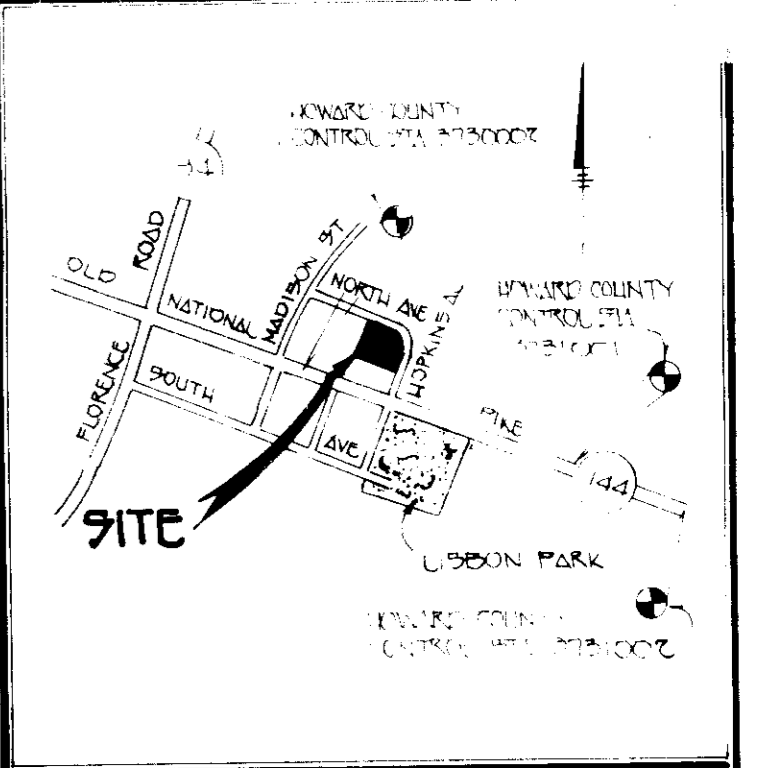 HOWARD COUNTY
CONTROL STA 3730002
ROAD
OLD
NATIONAL
MADISON ST
NORTH AVE
HOPKINS
HOWARD COUNTY
CONTROL STA
FLORENCE
SOUTH
AVE
PIKE
144
SITE
LISBON PARK
HOWARD COUNTY
CONTROL STA 3731002